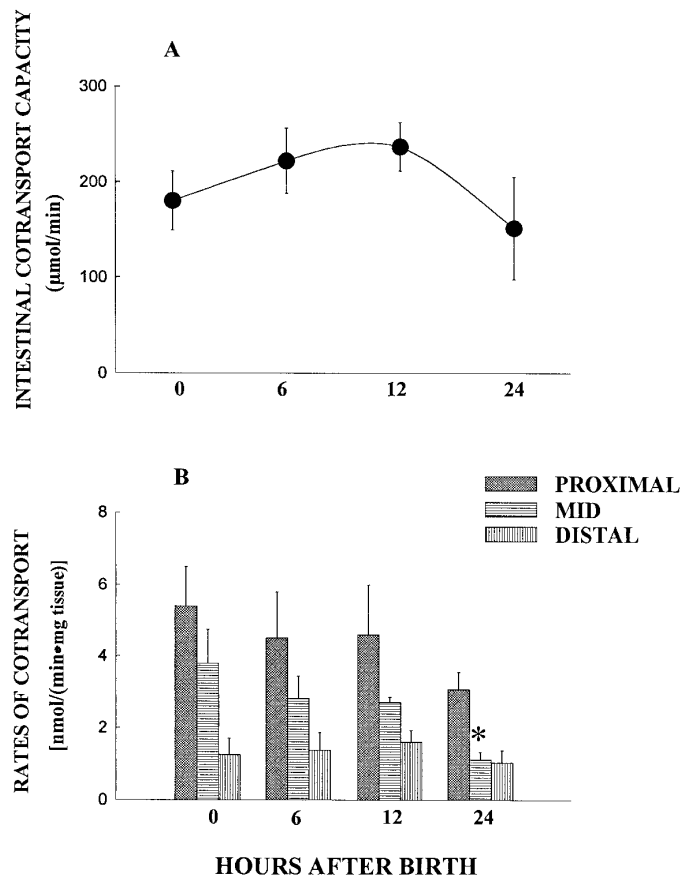 A
INTESTINAL COTRANSPORT CAPACITY
(µmol/min)
300
200
100
0
0 6 12 24
B
PROXIMAL
MID
DISTAL
RATES OF COTRANSPORT
[nmol/(min•mg tissue)]
8
6
4
2
0
*
0 6 12 24
HOURS AFTER BIRTH